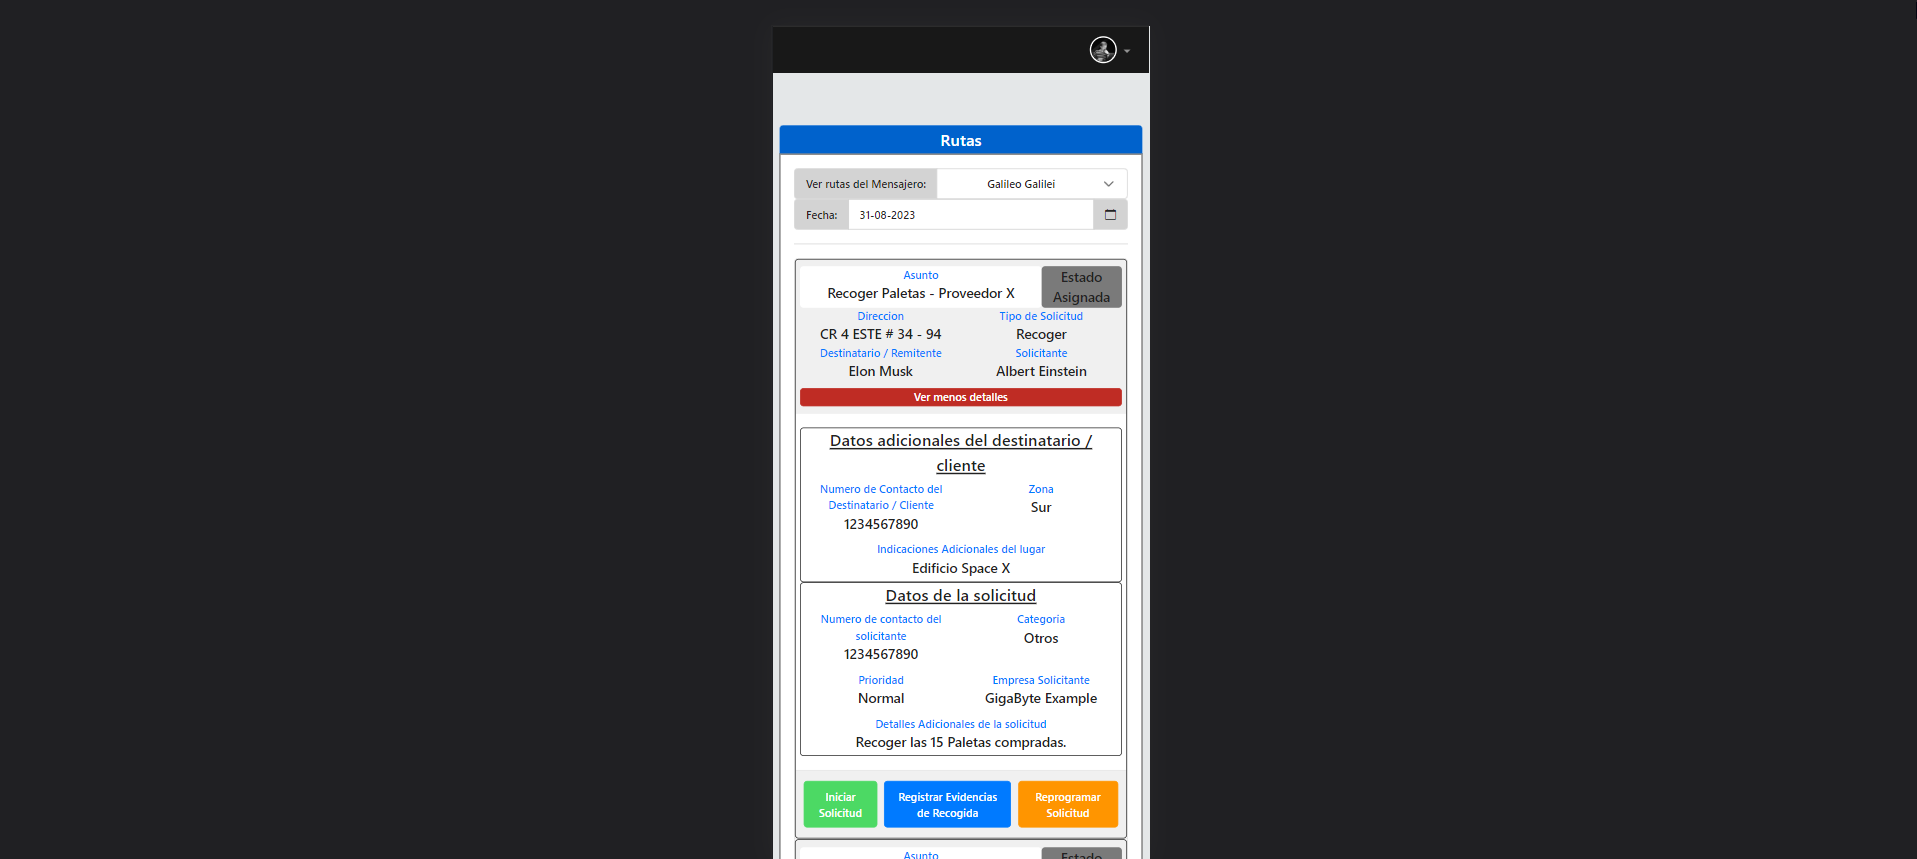 Rutas
Ver rutas del Mensajero: Galileo Galilei
Fecha: 31-08-2023
Asunto
Recoger Paletas - Proveedor X
Estado
Asignada
Direccion
CR 4 ESTE # 34 - 94
Tipo de Solicitud
Recoger
Destinatario / Remitente
Elon Musk
Solicitante
Albert Einstein
Ver menos detalles
Datos adicionales del destinatario /
cliente
Numero de Contacto del
Destinatario / Cliente
1234567890
Zona
Sur
Indicaciones Adicionales del lugar
Edificio Space X
Datos de la solicitud
Numero de contacto del
solicitante
1234567890
Categoria
Otros
Prioridad
Normal
Empresa Solicitante
GigaByte Example
Detalles Adicionales de la solicitud
Recoger las 15 Paletas compradas.
Iniciar
Solicitud
Registrar Evidencias
de Recogida
Reprogramar
Solicitud
Asunto
Estado